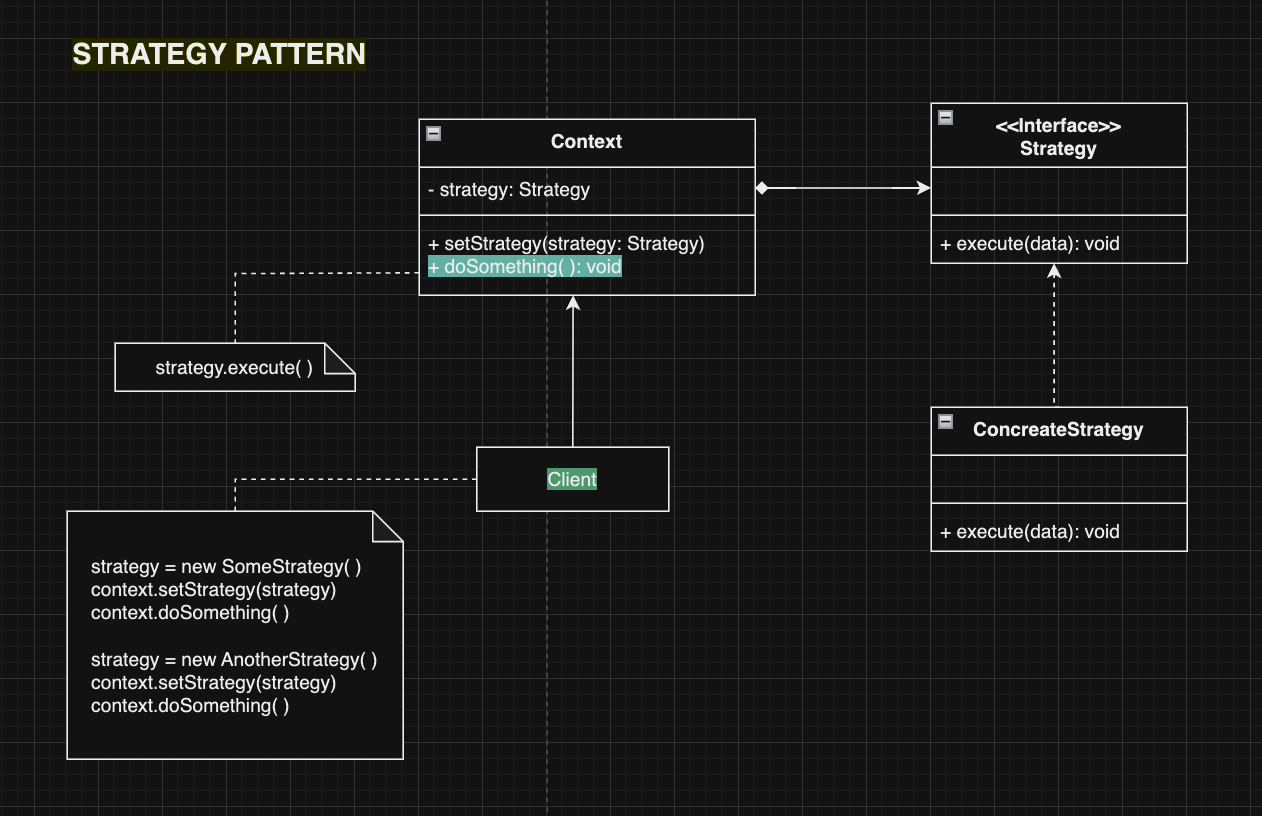 STRATEGY PATTERN
Context
- strategy: Strategy
+ setStrategy(strategy: Strategy)
+ doSomething( ): void
<<Interface>>
Strategy
+ execute(data): void
strategy.execute( )
Client
ConcreateStrategy
+ execute(data): void
strategy = new SomeStrategy( )
context.setStrategy(strategy)
context.doSomething( )
strategy = new AnotherStrategy( )
context.setStrategy(strategy)
context.doSomething( )